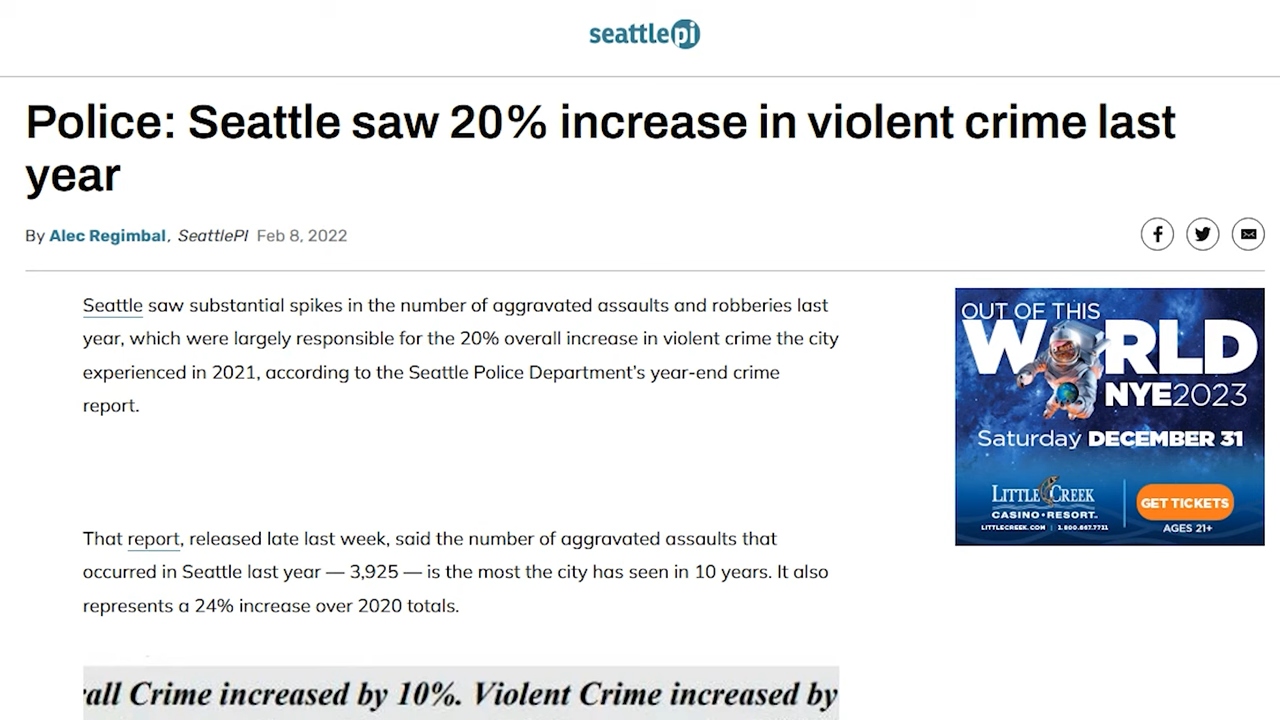 seattlepi
Police: Seattle saw 20% increase in violent crime last
year
By Alec Regimbal, SeattlePI Feb 8, 2022
Seattle saw substantial spikes in the number of aggravated assaults and robberies last
year, which were largely responsible for the 20% overall increase in violent crime the city
experienced in 2021, according to the Seattle Police Department's year-end crime
report.
That report, released late last week, said the number of aggravated assaults that
occurred in Seattle last year — 3,925 — is the most the city has seen in 10 years. It also
represents a 24% increase over 2020 totals.
all Crime increased by 10%. Violent Crime increased by
OUT OF THIS
WORLD
NYE2023
Saturday DECEMBER 31
LITTLE CREEK
CASINO • RESORT
LITTLECREEK.COM | 1.800.667.7711
GET TICKETS
AGES 21+